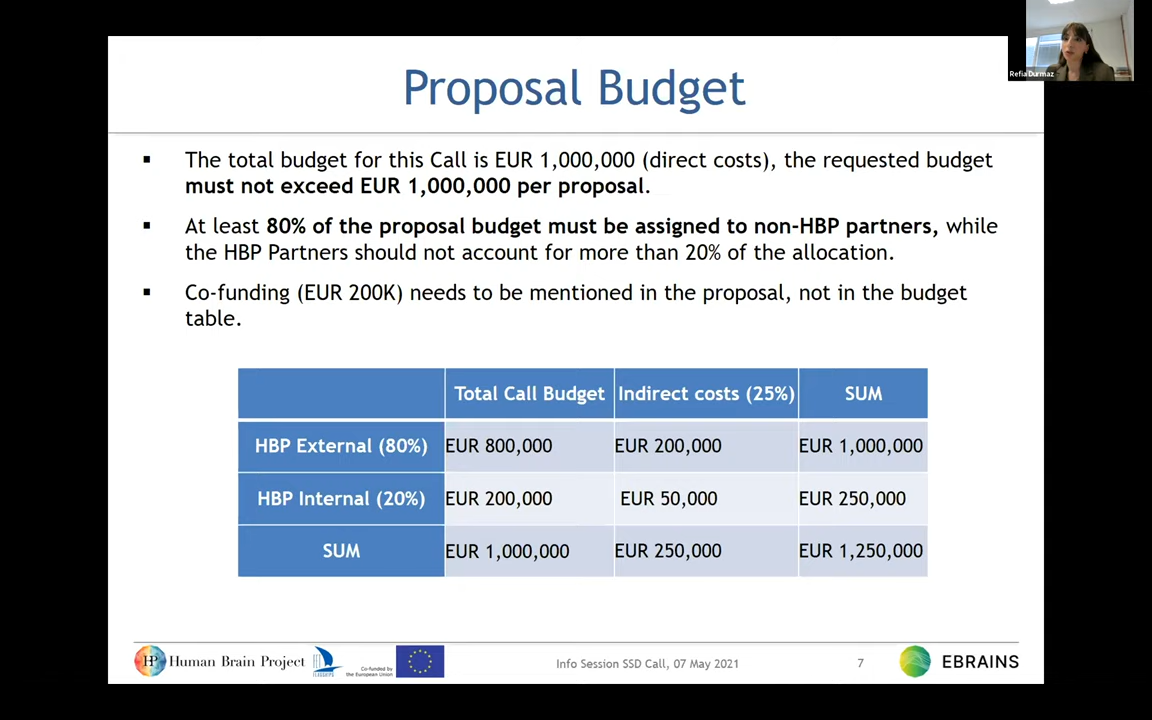 Refia Durmaz
Proposal Budget
▪ The total budget for this Call is EUR 1,000,000 (direct costs), the requested budget
must not exceed EUR 1,000,000 per proposal.
▪ At least 80% of the proposal budget must be assigned to non-HBP partners, while
the HBP Partners should not account for more than 20% of the allocation.
▪ Co-funding (EUR 200K) needs to be mentioned in the proposal, not in the budget
table.
Total Call Budget Indirect costs (25%) SUM
HBP External (80%) EUR 800,000 EUR 200,000 EUR 1,000,000
HBP Internal (20%) EUR 200,000 EUR 50,000 EUR 250,000
SUM EUR 1,000,000 EUR 250,000 EUR 1,250,000
HP Human Brain Project
Co-funded by
the European Union
Info Session SSD Call, 07 May 2021
7
EBRAINS